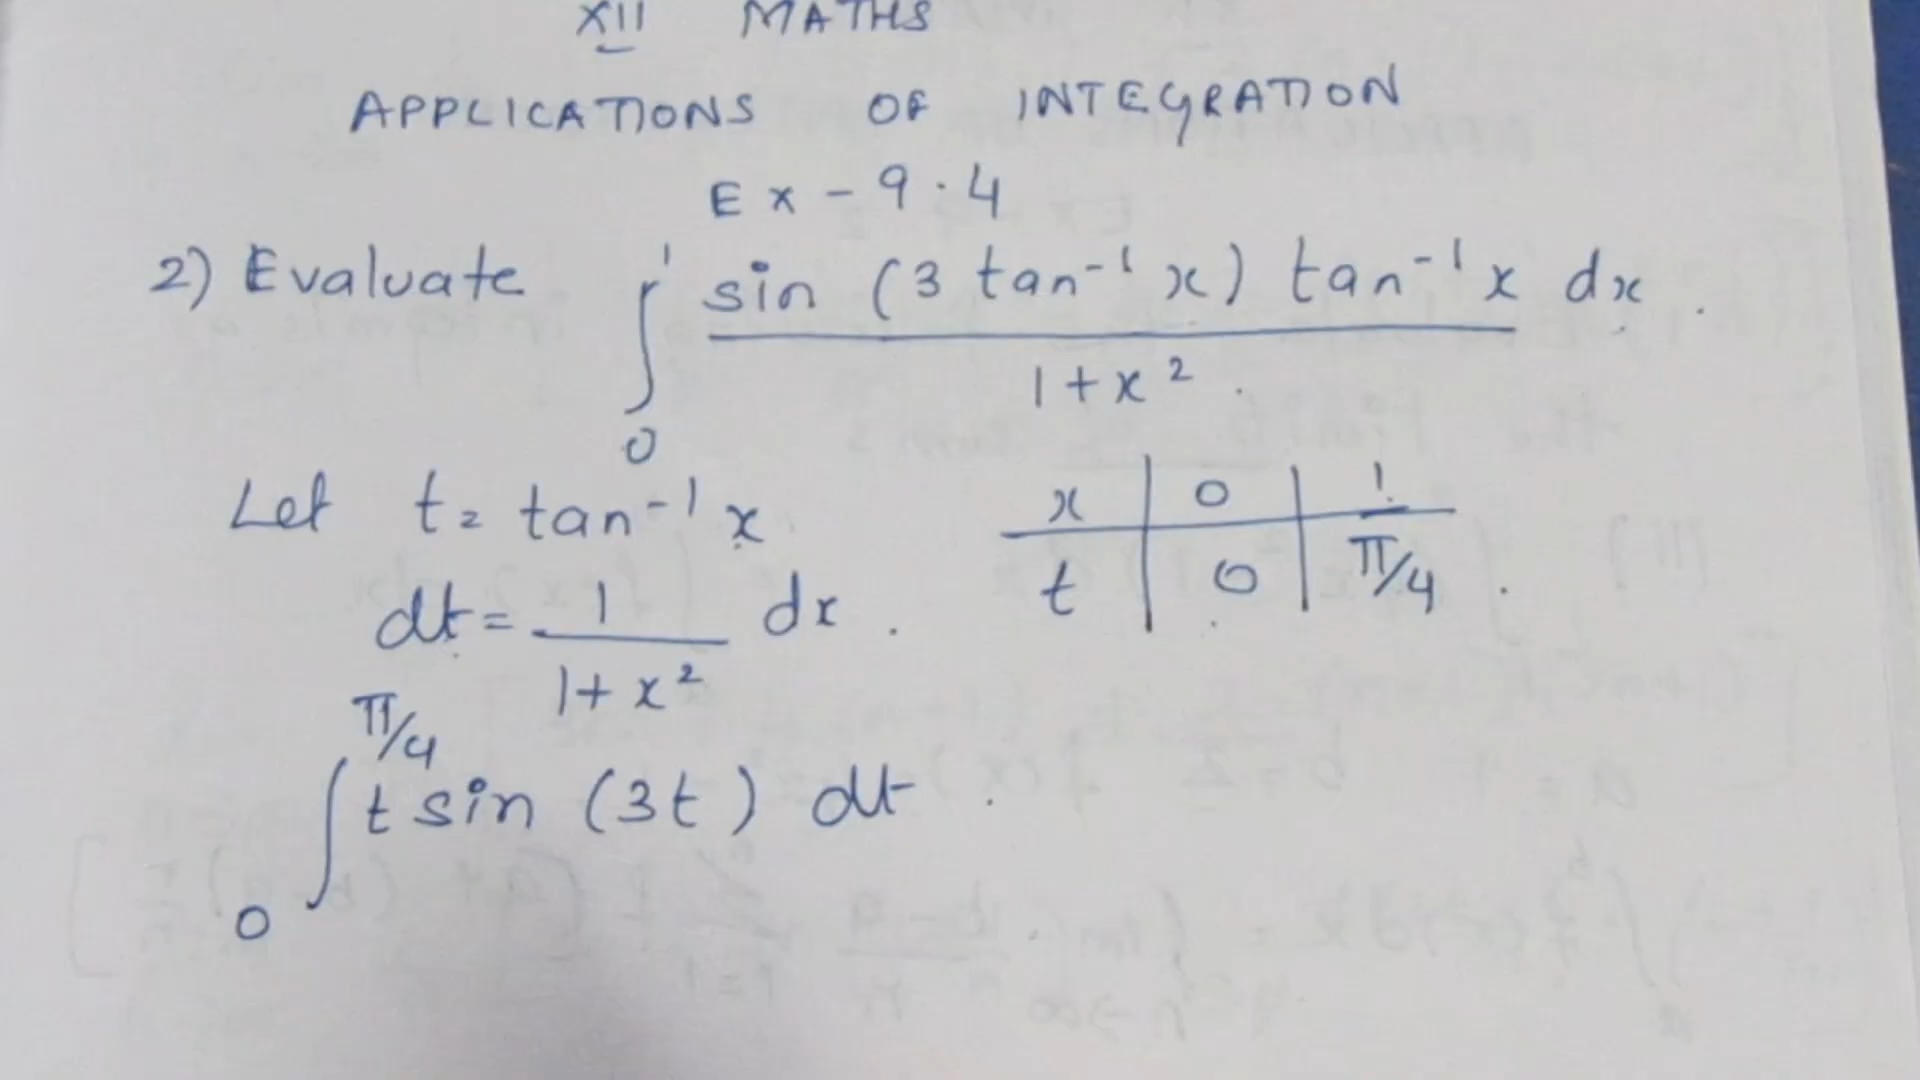 XII MATHS
APPLICATIONS OF INTEGRATION
Ex - 9.4
2) Evaluate ∫₀¹ sin (3 tan⁻¹ x) tan⁻¹ x dx / 1 + x² .
Let t = tan⁻¹ x
x | 0 | 1
t | 0 | π/4 .
dt = 1 / 1 + x² dx .
∫₀^π/4 t sin (3t) dt .